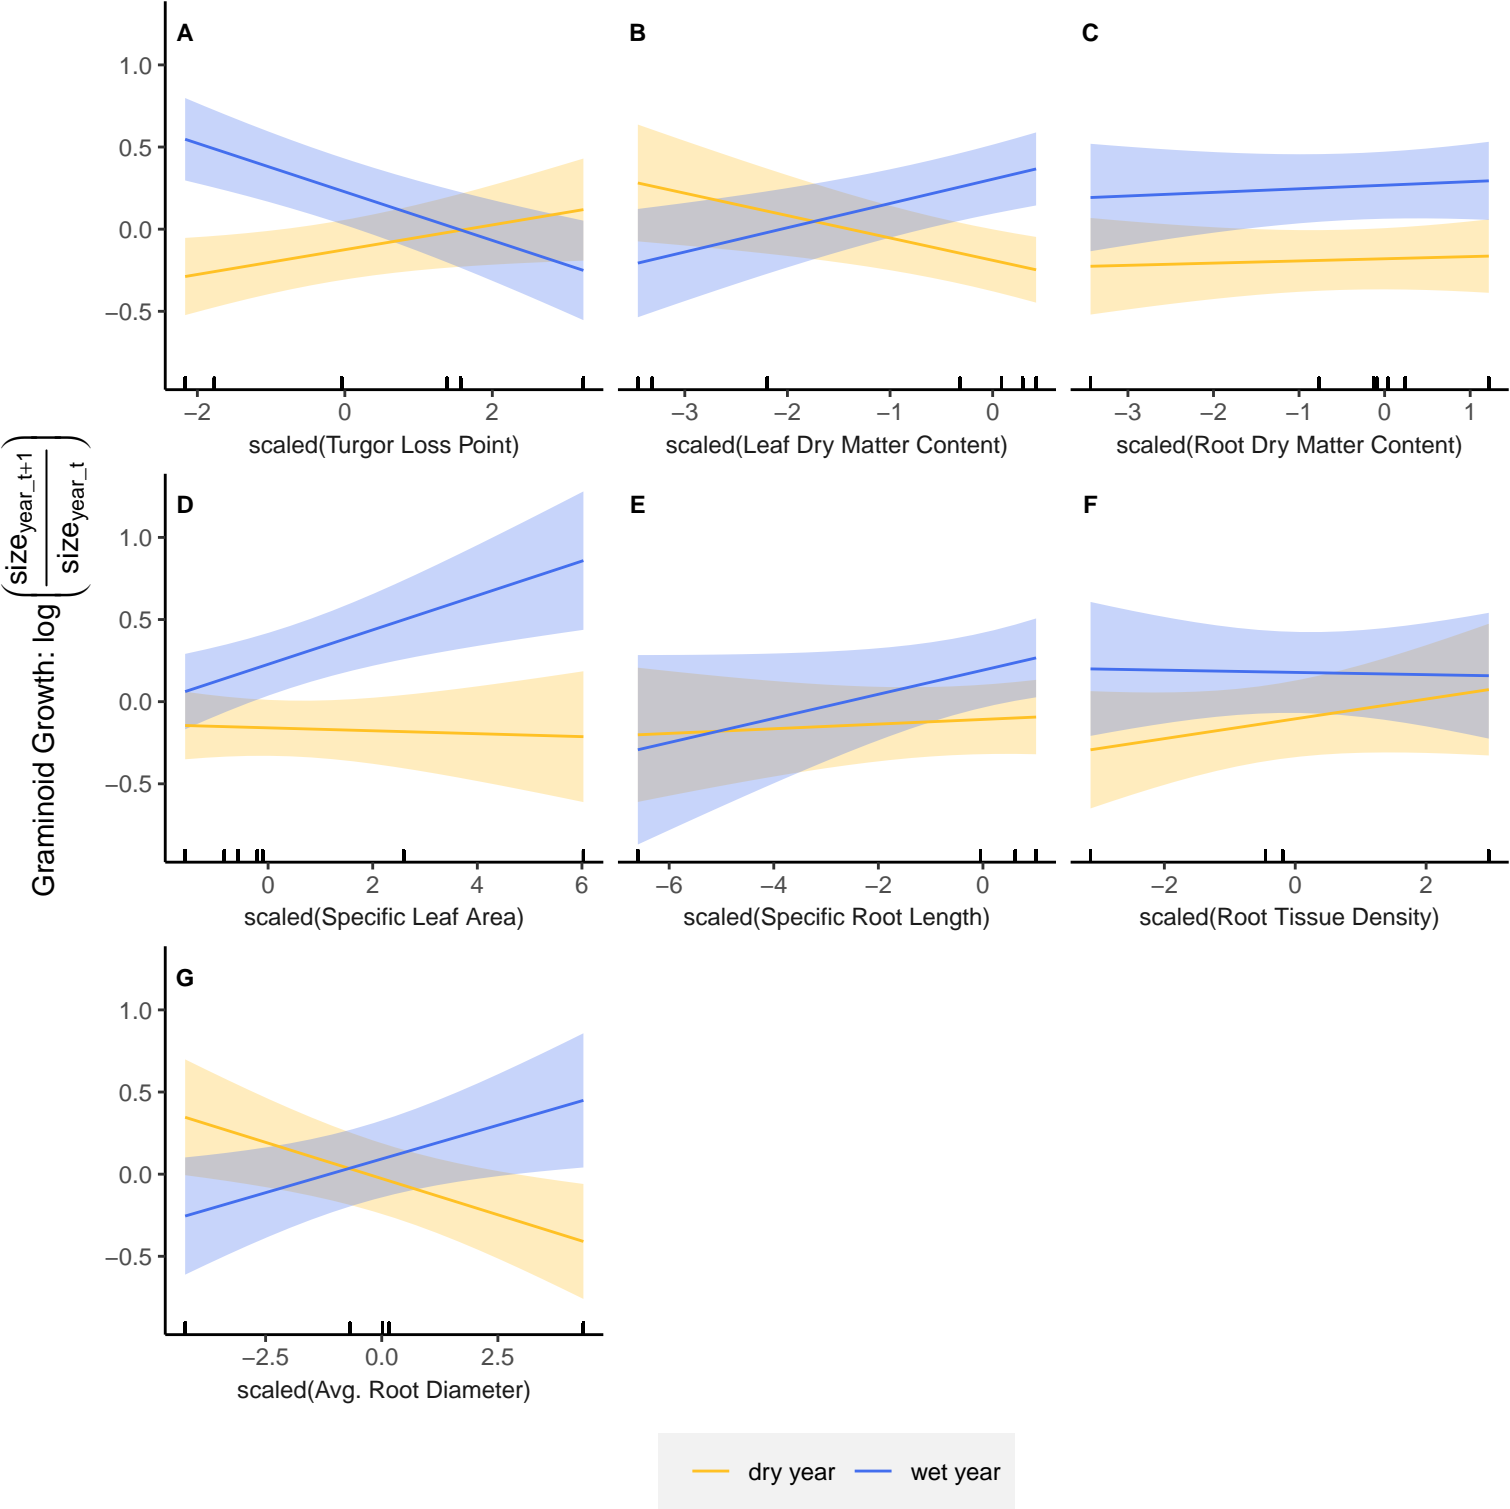 A
B
C
1.0
0.5
0.0
−0.5
−2 0 2
−3 −2 −1 0
−3 −2 −1 0 1
scaled(Turgor Loss Point)
scaled(Leaf Dry Matter Content)
scaled(Root Dry Matter Content)
Graminoid Growth: log(size_year_t+1 / size_year_t)
D
E
F
1.0
0.5
0.0
−0.5
0 2 4 6
−6 −4 −2 0
−2 0 2
scaled(Specific Leaf Area)
scaled(Specific Root Length)
scaled(Root Tissue Density)
G
1.0
0.5
0.0
−0.5
−2.5 0.0 2.5
scaled(Avg. Root Diameter)
dry year wet year